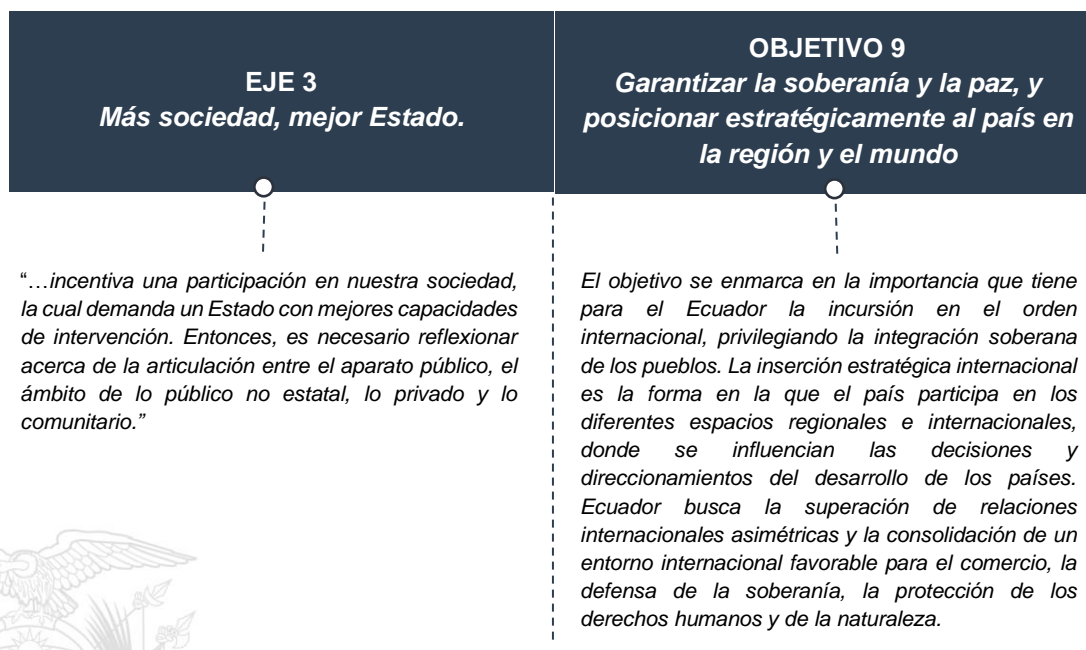 EJE 3
Más sociedad, mejor Estado.
OBJETIVO 9
Garantizar la soberanía y la paz, y
posicionar estratégicamente al país en
la región y el mundo
“…incentiva una participación en nuestra sociedad,
la cual demanda un Estado con mejores capacidades
de intervención. Entonces, es necesario reflexionar
acerca de la articulación entre el aparato público, el
ámbito de lo público no estatal, lo privado y lo
comunitario.”
El objetivo se enmarca en la importancia que tiene
para el Ecuador la incursión en el orden
internacional, privilegiando la integración soberana
de los pueblos. La inserción estratégica internacional
es la forma en la que el país participa en los
diferentes espacios regionales e internacionales,
donde se influencian las decisiones y
direccionamientos del desarrollo de los países.
Ecuador busca la superación de relaciones
internacionales asimétricas y la consolidación de un
entorno internacional favorable para el comercio, la
defensa de la soberanía, la protección de los
derechos humanos y de la naturaleza.